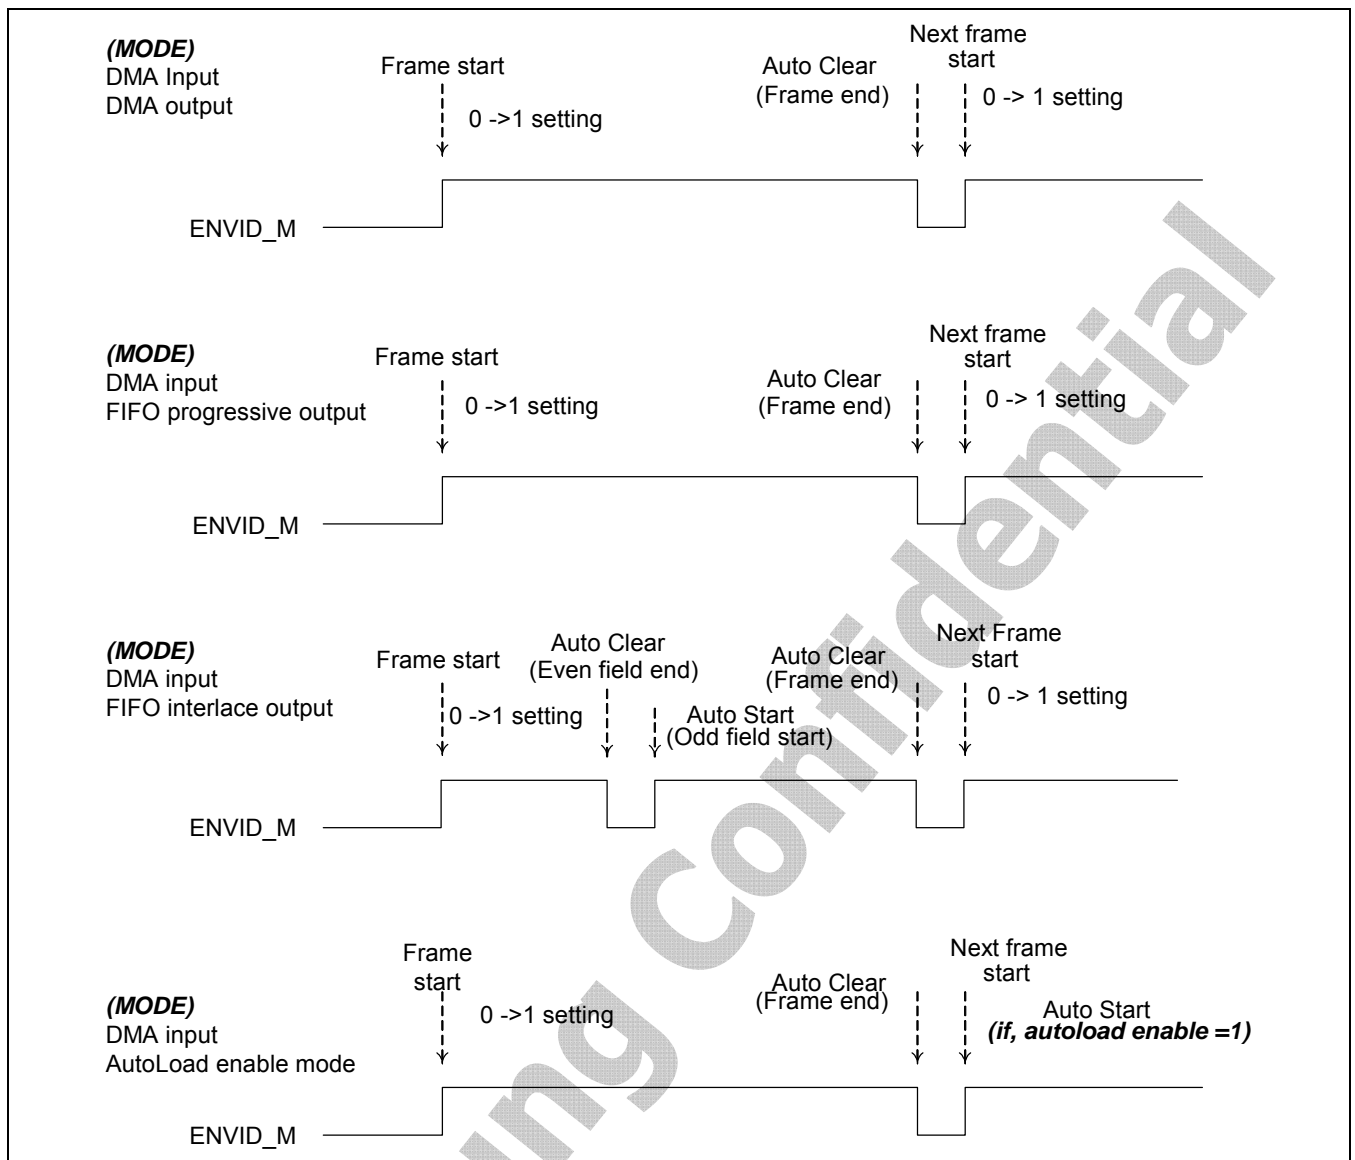 (MODE)
DMA Input
DMA output
Frame start
0 ->1 setting
Auto Clear
(Frame end)
Next frame
start
0 -> 1 setting
ENVID_M
(MODE)
DMA input
FIFO progressive output
Frame start
0 ->1 setting
Auto Clear
(Frame end)
Next frame
start
0 -> 1 setting
ENVID_M
(MODE)
DMA input
FIFO interlace output
Frame start
0 ->1 setting
Auto Clear
(Even field end)
Auto Start
(Odd field start)
Auto Clear
(Frame end)
Next Frame
start
0 -> 1 setting
ENVID_M
(MODE)
DMA input
AutoLoad enable mode
Frame
start
0 ->1 setting
Auto Clear
(Frame end)
Next frame
start
Auto Start
(if, autoload enable =1)
ENVID_M
ung Confidential